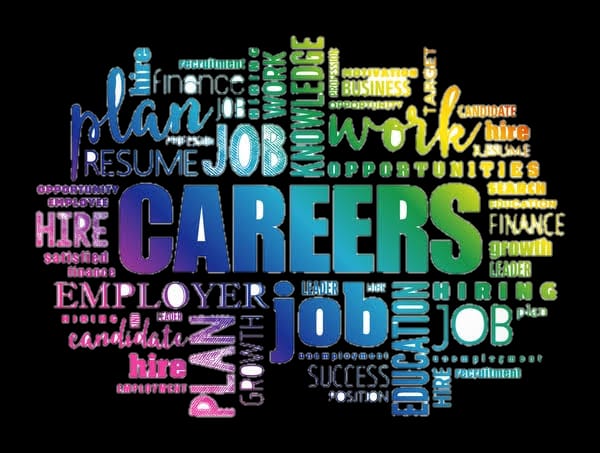 recruitment
hire
finance
HIRING
WORK
KNOWLEDGE
PROFESSION
MOTIVATION
BUSINESS
OPPORTUNITY
TARGET
plan
JOB
work
CANDIDATE
hire
RESUME
RESUME
JOB
OPPORTUNITIES
OPPORTUNITY
EMPLOYEE
HIRE
satisfied
finance
CAREERS
SEARCH
EDUCATION
FINANCE
growth
LEADER
EMPLOYER
job
LEADER
HIRING
HIRING
LEADER
candidate
hire
EMPLOYMENT
PLAN
GROWTH
unemployment
SUCCESS
POSITION
EDUCATION
JOB
plan
unemployment
HIRE
recruitment